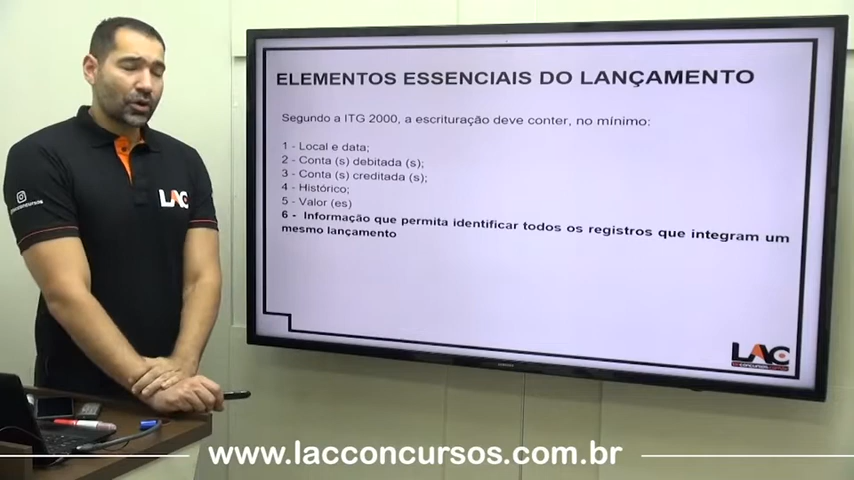 ELEMENTOS ESSENCIAIS DO LANÇAMENTO
Segundo a ITG 2000, a escrituração deve conter, no mínimo:
1 - Local e data;
2 - Conta (s) debitada (s);
3 - Conta (s) creditada (s);
4 - Histórico;
5 - Valor (es)
6 - Informação que permita identificar todos os registros que integram um
mesmo lançamento
LAC
LAC
CONCURSOS
www.lacconcursos.com.br